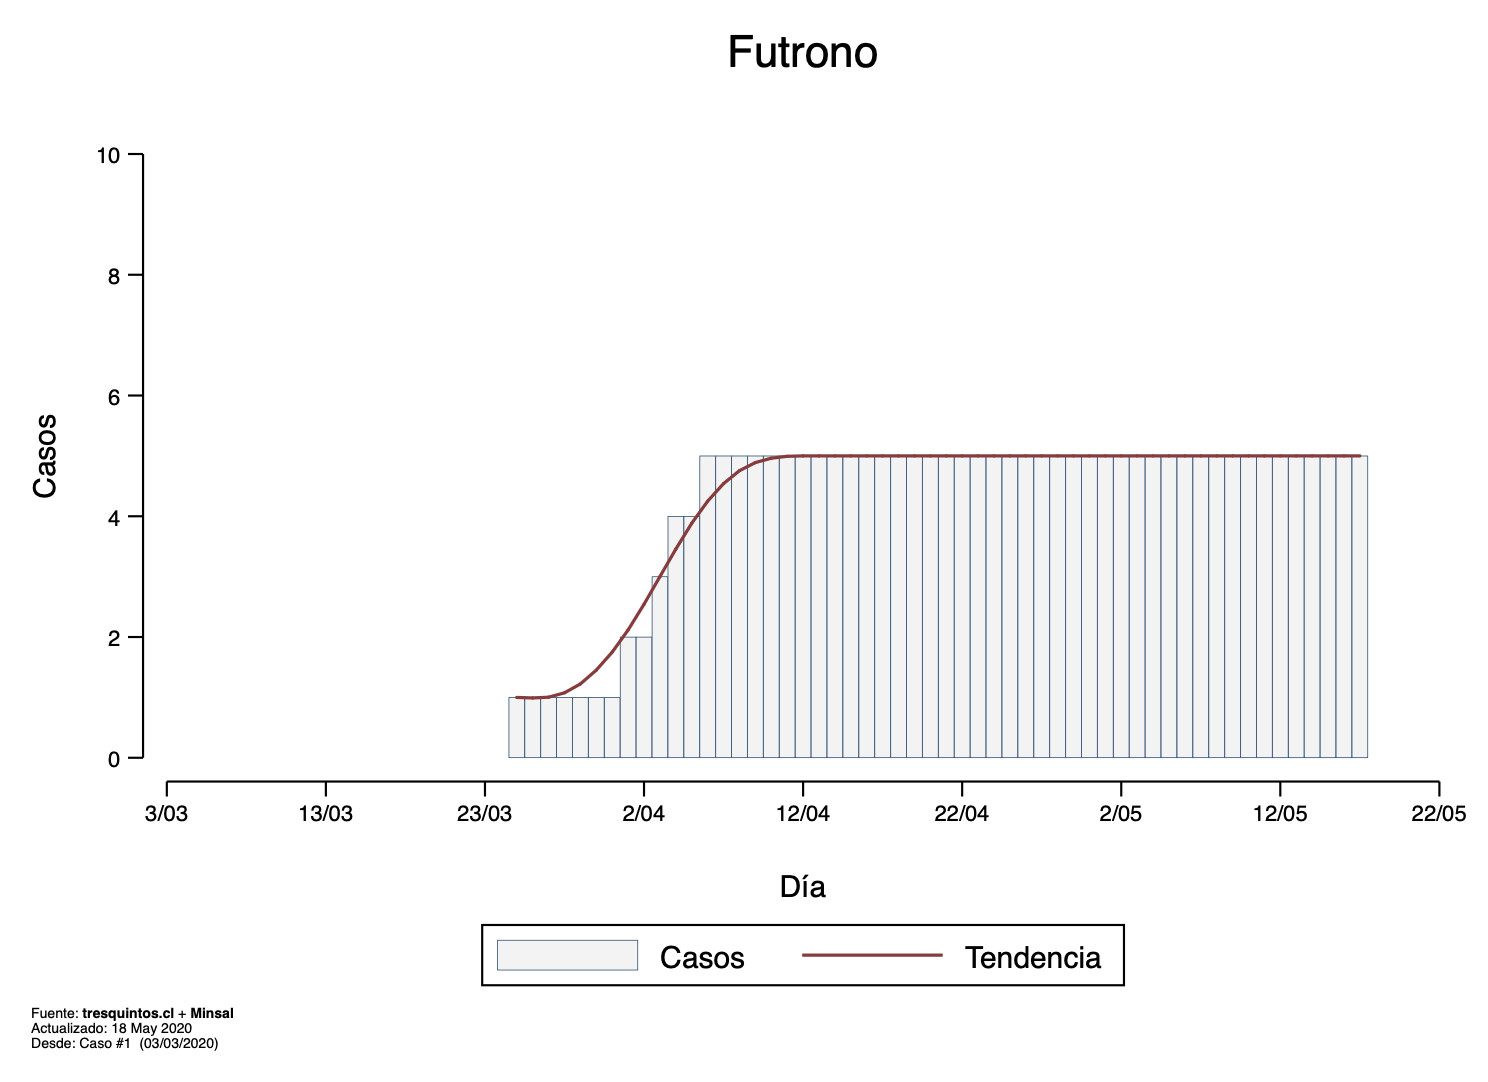 Futrono
10
8
6
4
2
0
Casos
3/03 13/03 23/03 2/04 12/04 22/04 2/05 12/05 22/05
Día
Casos Tendencia
Fuente: tresquintos.cl + Minsal
Actualizado: 18 May 2020
Desde: Caso #1 (03/03/2020)